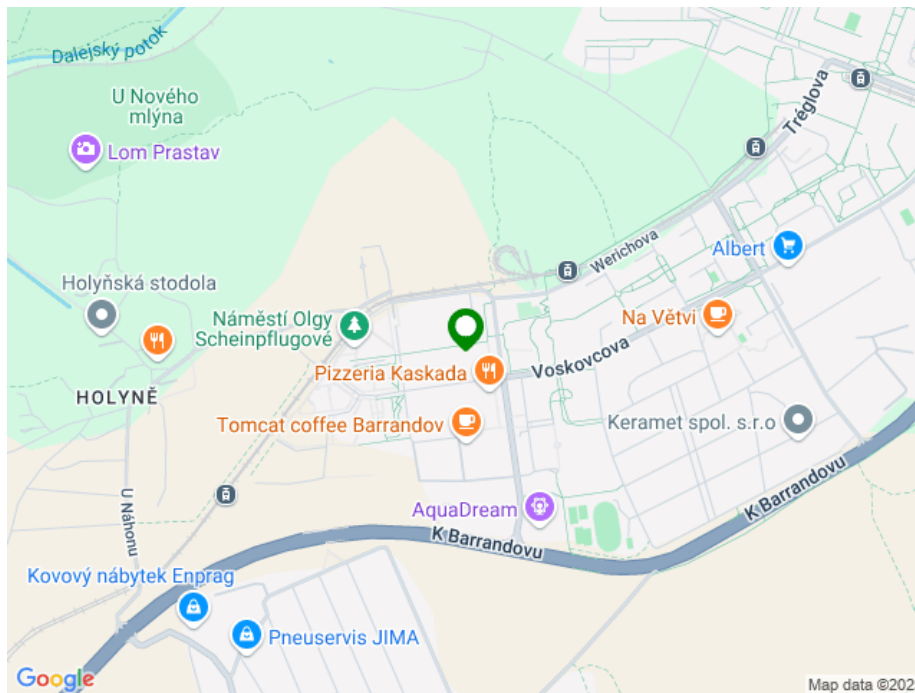 Dalejský potok
U Nového
mlýna
Lom Prastav
Tréglova
Werichova
Albert
Holyňská stodola
Náměstí Olgy
Scheinpflugové
Na Větvi
Voskovcova
Pizzeria Kaskada
HOLYNĚ
Tomcat coffee Barrandov
Keramet spol. s.r.o
K Barrandovu
AquaDream
U Náhonu
K Barrandovu
Kovový nábytek Enprag
Pneuservis JIMA
Google
Map data ©202